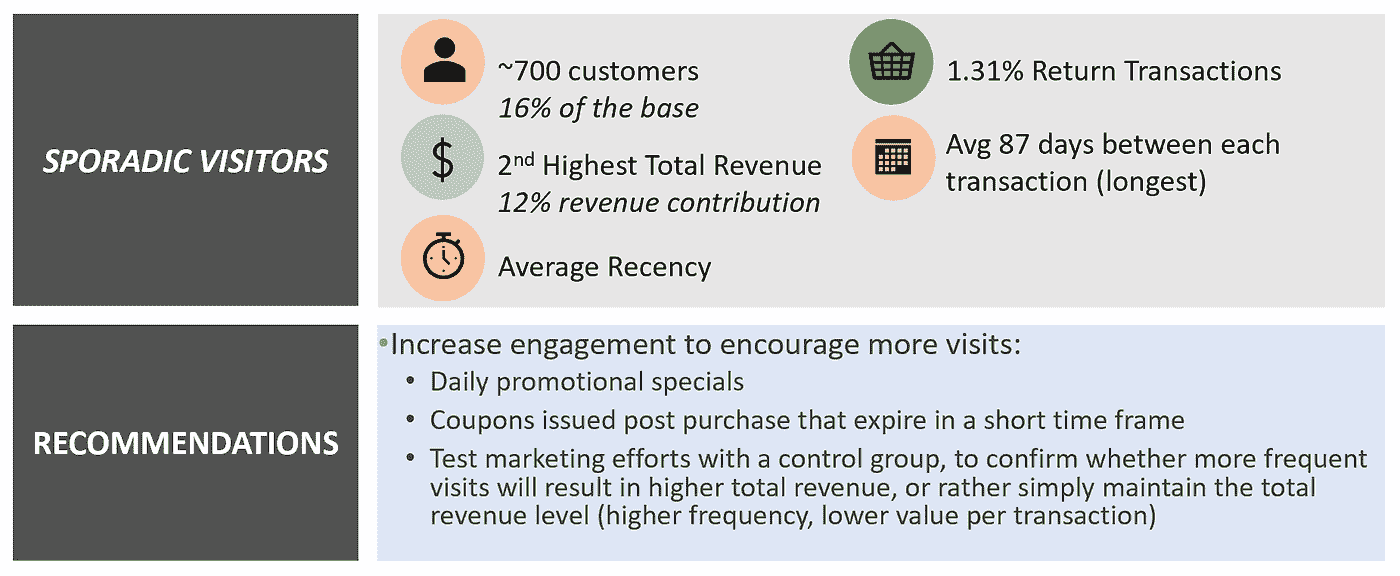 SPORADIC VISITORS
~700 customers
16% of the base
2nd Highest Total Revenue
12% revenue contribution
Average Recency
1.31% Return Transactions
Avg 87 days between each
transaction (longest)
RECOMMENDATIONS
•Increase engagement to encourage more visits:
• Daily promotional specials
• Coupons issued post purchase that expire in a short time frame
• Test marketing efforts with a control group, to confirm whether more frequent
visits will result in higher total revenue, or rather simply maintain the total
revenue level (higher frequency, lower value per transaction)